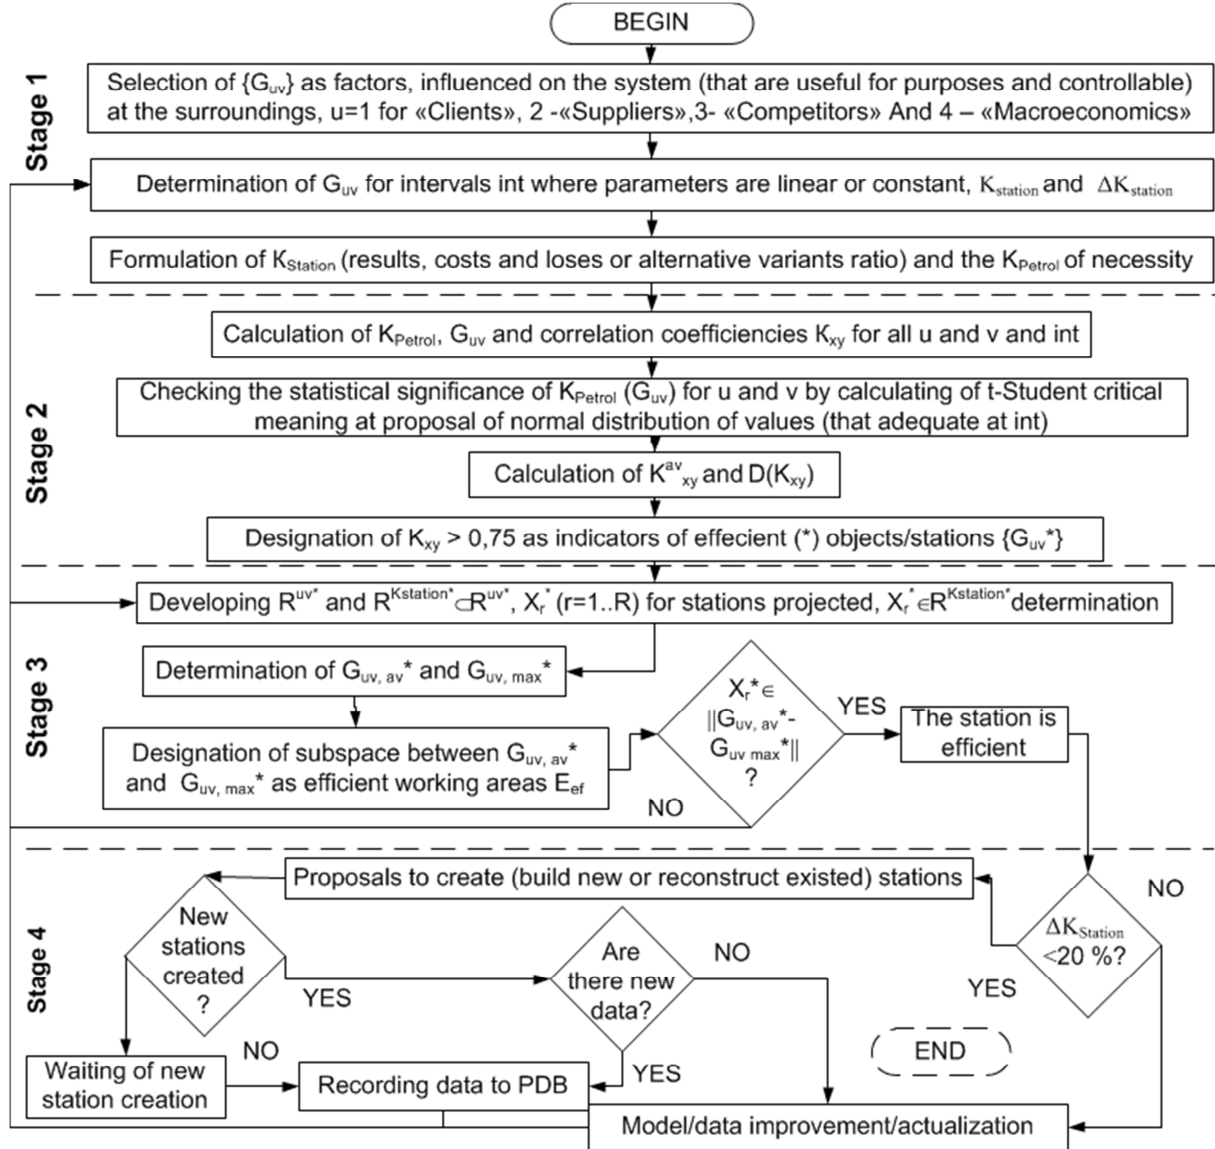 BEGIN
Stage 1
Selection of {Guv} as factors, influenced on the system (that are useful for purposes and controllable)
at the surroundings, u=1 for «Clients», 2 -«Suppliers»,3- «Competitors» And 4 – «Macroeconomics»
Determination of Guv for intervals int where parameters are linear or constant, Kstation and ΔKstation
Formulation of KStation (results, costs and loses or alternative variants ratio) and the KPetrol of necessity
Stage 2
Calculation of KPetrol, Guv and correlation coefficiencies Kxy for all u and v and int
Checking the statistical significance of KPetrol (Guv) for u and v by calculating of t-Student critical
meaning at proposal of normal distribution of values (that adequate at int)
Calculation of K^av xy and D(Kxy)
Designation of Kxy > 0,75 as indicators of effecient (*) objects/stations {Guv*}
Stage 3
Developing R^uv* and R^Kstation*⊂R^uv*, Xr* (r=1..R) for stations projected, Xr*∈R^Kstation* determination
Determination of Guv, av* and Guv, max*
Designation of subspace between Guv, av*
and Guv, max* as efficient working areas Eef
Xr*∈
||Guv, av*-
Guv max*||
?
YES
NO
The station is
efficient
Stage 4
Proposals to create (build new or reconstruct existed) stations
ΔKStation
<20 %?
NO
YES
New
stations
created
?
YES
NO
Are
there new
data?
NO
YES
Waiting of new
station creation
Recording data to PDB
END
Model/data improvement/actualization